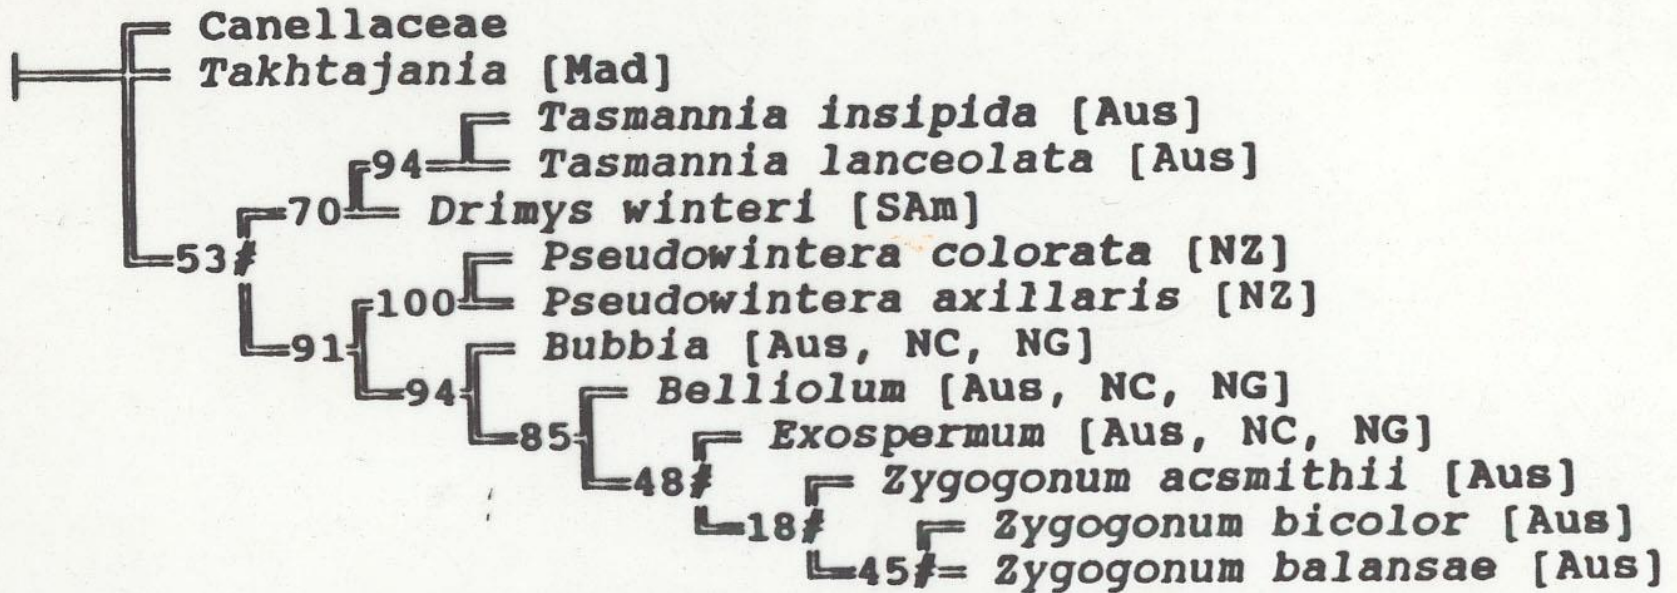 Canellaceae
Takhtajania [Mad]
Tasmannia insipida [Aus]
94 Tasmannia lanceolata [Aus]
70 Drimys winteri [SAm]
53# Pseudowintera colorata [NZ]
100 Pseudowintera axillaris [NZ]
91 Bubbia [Aus, NC, NG]
94 Belliolum [Aus, NC, NG]
85 Exospermum [Aus, NC, NG]
48# Zygogonum acsmithii [Aus]
18# Zygogonum bicolor [Aus]
45# Zygogonum balansae [Aus]